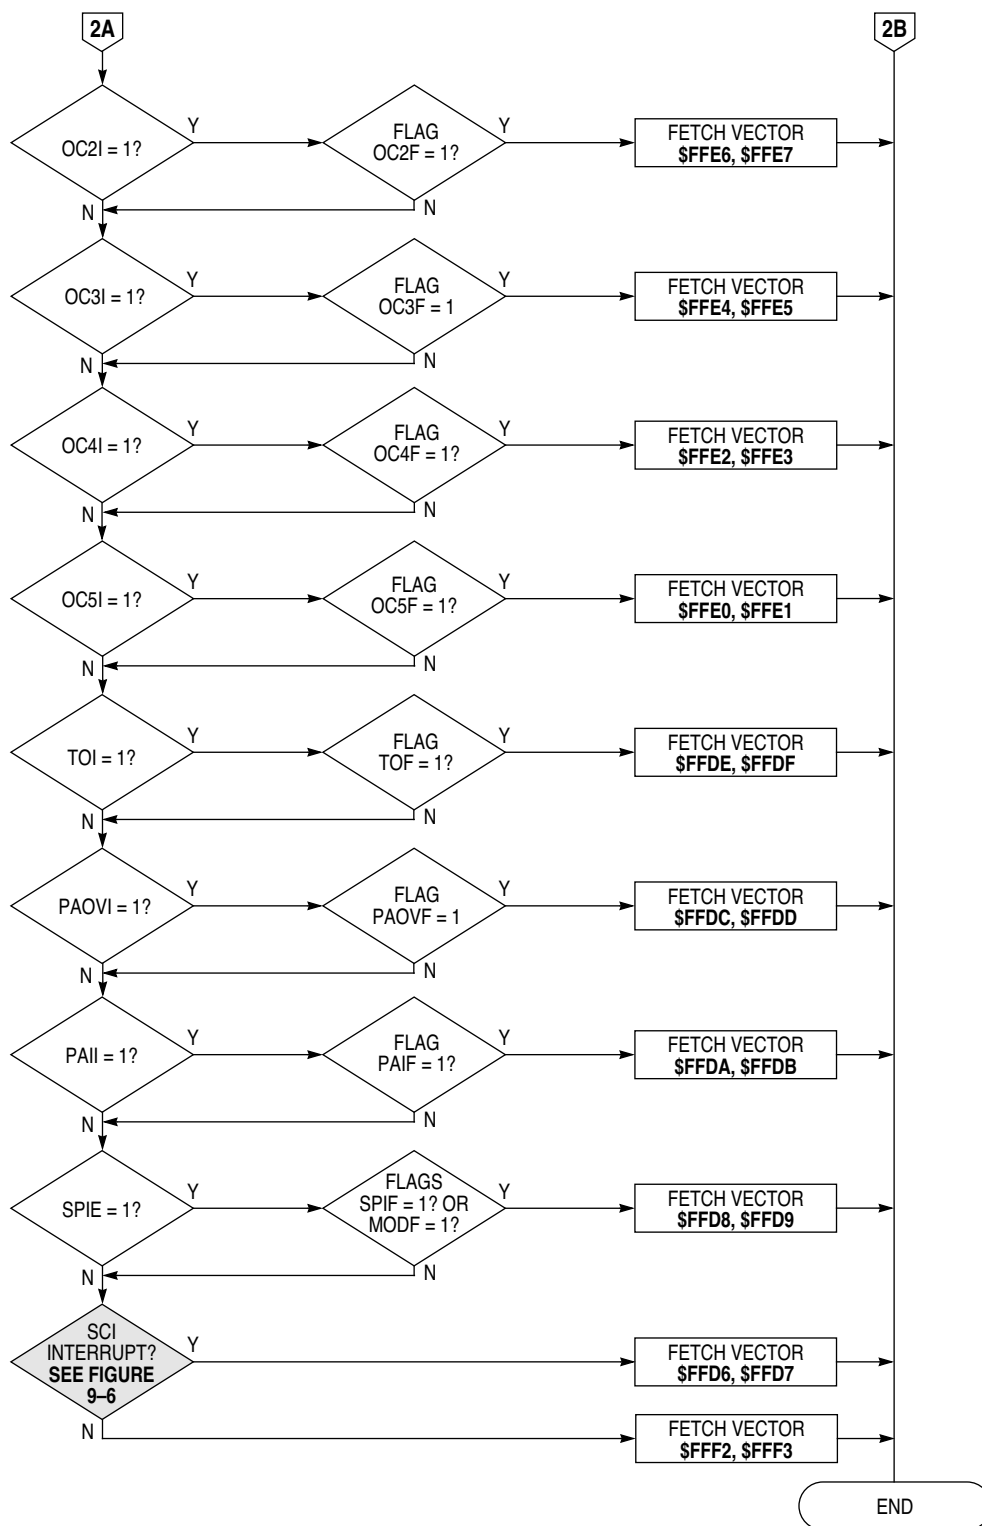 2A
2B
OC2I = 1?
Y
FLAG
OC2F = 1?
Y
FETCH VECTOR
$FFE6, $FFE7
N
N
OC3I = 1?
Y
FLAG
OC3F = 1
Y
FETCH VECTOR
$FFE4, $FFE5
N
N
OC4I = 1?
Y
FLAG
OC4F = 1?
Y
FETCH VECTOR
$FFE2, $FFE3
N
N
OC5I = 1?
Y
FLAG
OC5F = 1?
Y
FETCH VECTOR
$FFE0, $FFE1
N
N
TOI = 1?
Y
FLAG
TOF = 1?
Y
FETCH VECTOR
$FFDE, $FFDF
N
N
PAOVI = 1?
Y
FLAG
PAOVF = 1
Y
FETCH VECTOR
$FFDC, $FFDD
N
N
PAII = 1?
Y
FLAG
PAIF = 1?
Y
FETCH VECTOR
$FFDA, $FFDB
N
N
SPIE = 1?
Y
FLAGS
SPIF = 1? OR
MODF = 1?
Y
FETCH VECTOR
$FFD8, $FFD9
N
N
SCI
INTERRUPT?
SEE FIGURE
9–6
Y
FETCH VECTOR
$FFD6, $FFD7
N
FETCH VECTOR
$FFF2, $FFF3
END